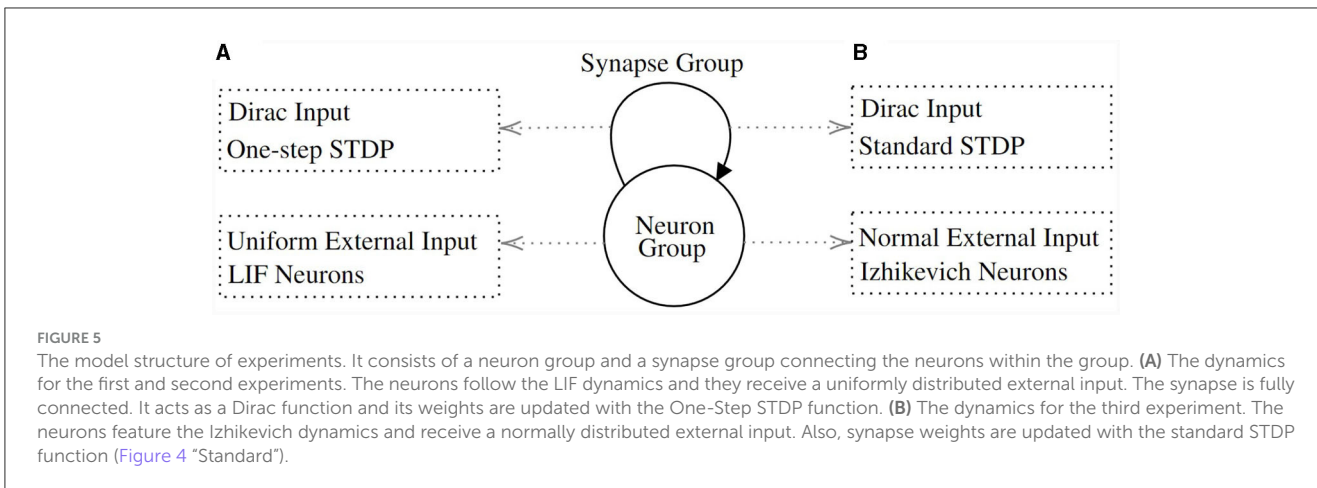 A
B
Synapse Group
Dirac Input
One-step STDP
Dirac Input
Standard STDP
Uniform External Input
LIF Neurons
Neuron
Group
Normal External Input
Izhikevich Neurons
FIGURE 5
The model structure of experiments. It consists of a neuron group and a synapse group connecting the neurons within the group. (A) The dynamics
for the first and second experiments. The neurons follow the LIF dynamics and they receive a uniformly distributed external input. The synapse is fully
connected. It acts as a Dirac function and its weights are updated with the One-Step STDP function. (B) The dynamics for the third experiment. The
neurons feature the Izhikevich dynamics and receive a normally distributed external input. Also, synapse weights are updated with the standard STDP
function (Figure 4 “Standard”).